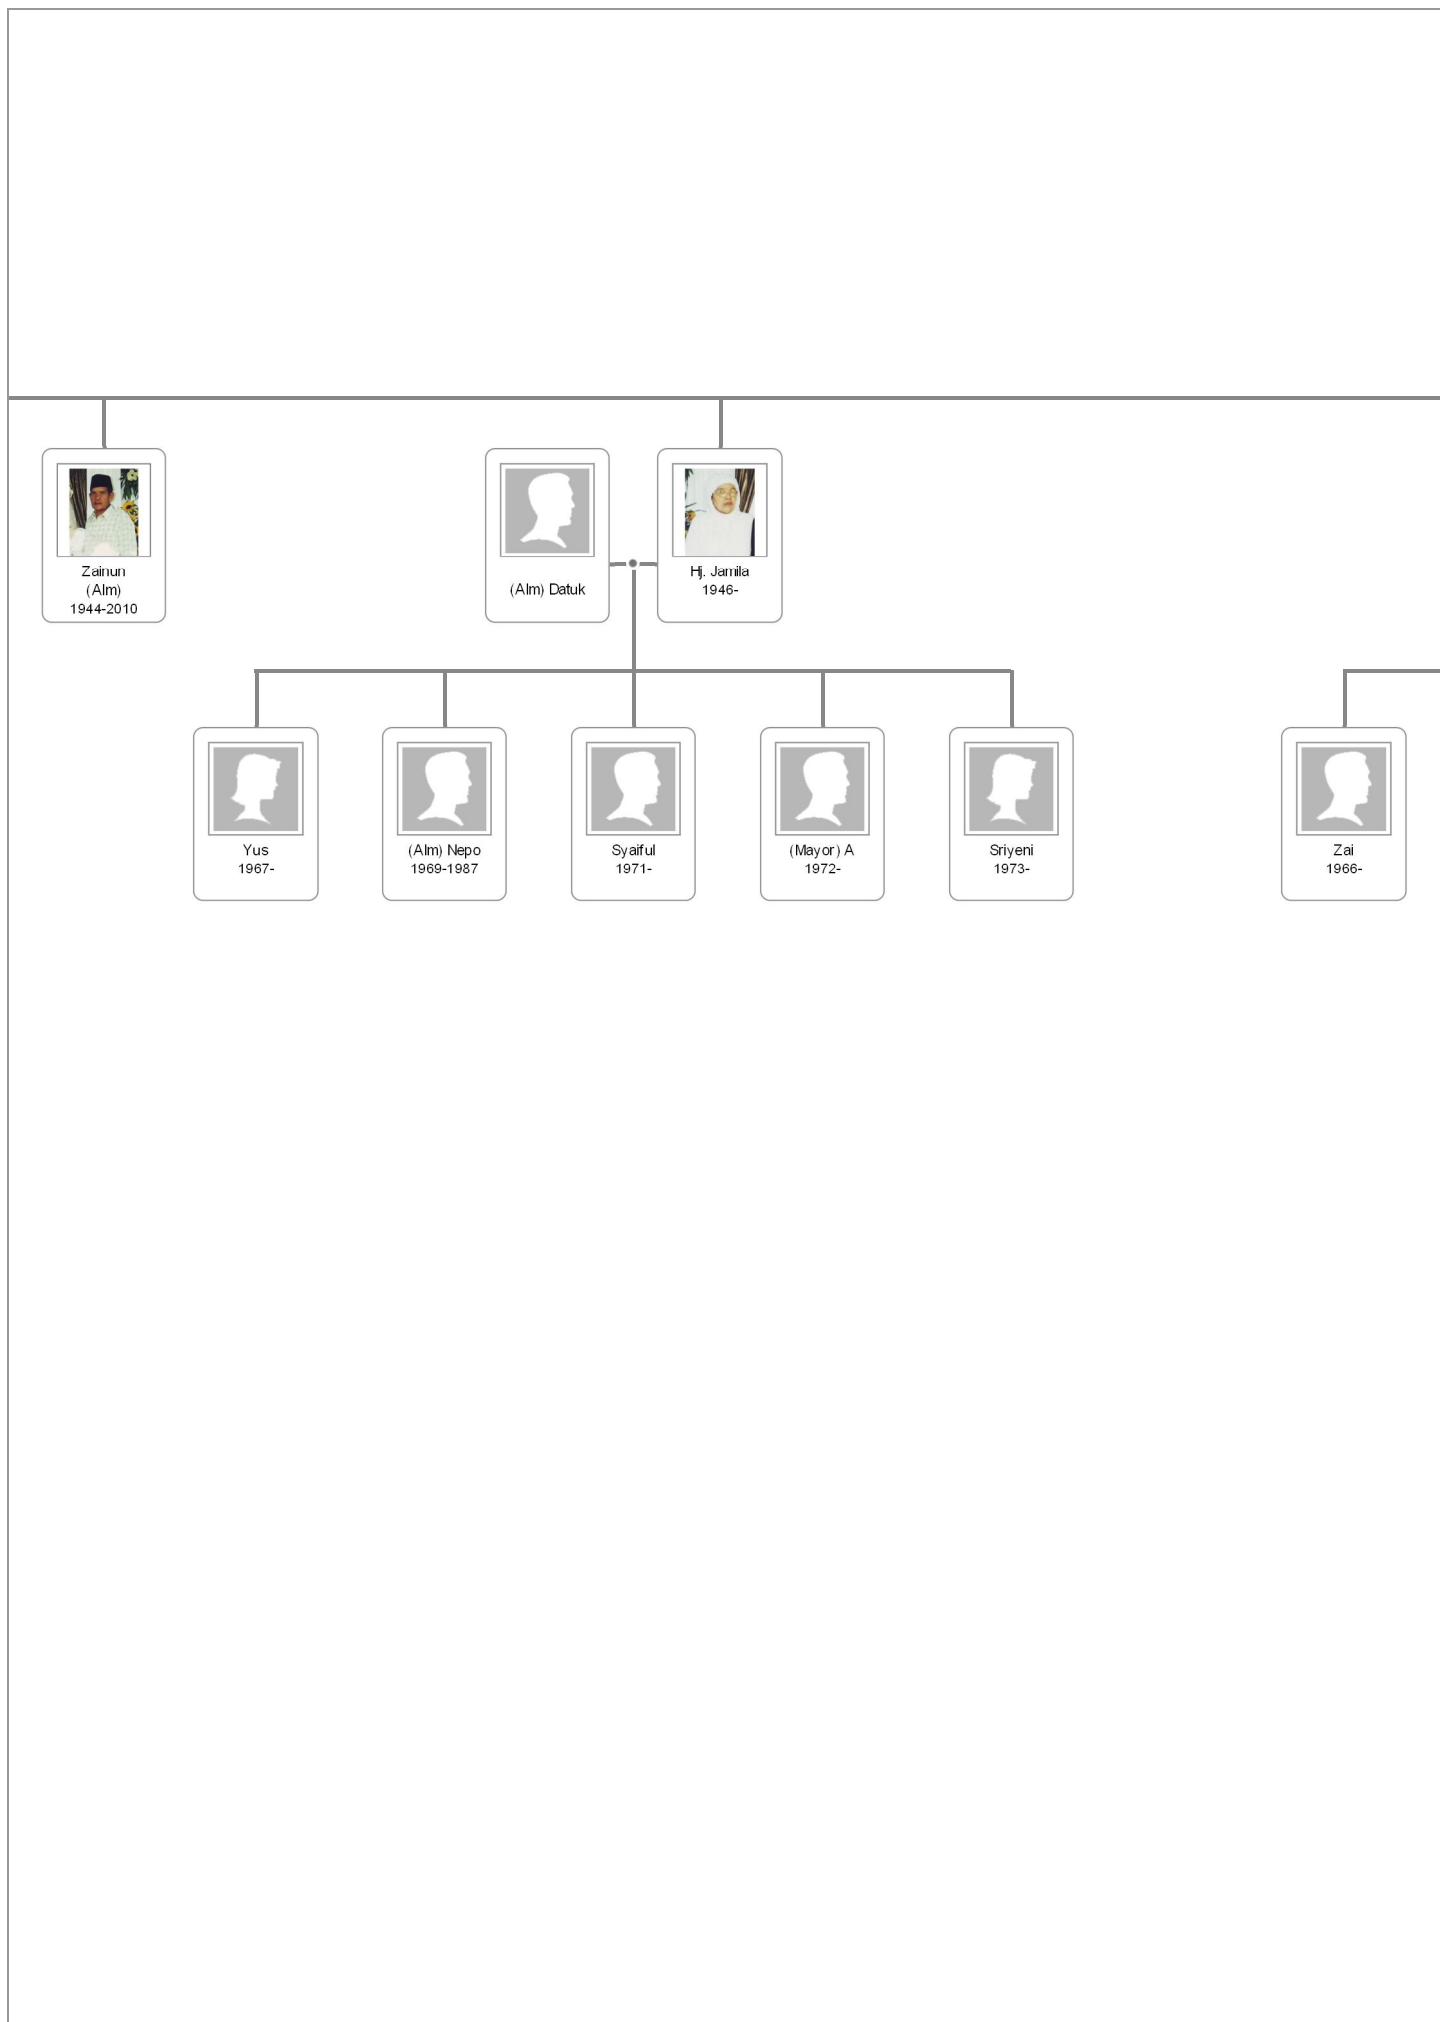 Zainun
(Alm)
1944-2010
(Alm) Datuk
Hj. Jamila
1946-
Yus
1967-
(Alm) Nepo
1969-1987
Syaiful
1971-
(Mayor) A
1972-
Sriyeni
1973-
Zai
1966-